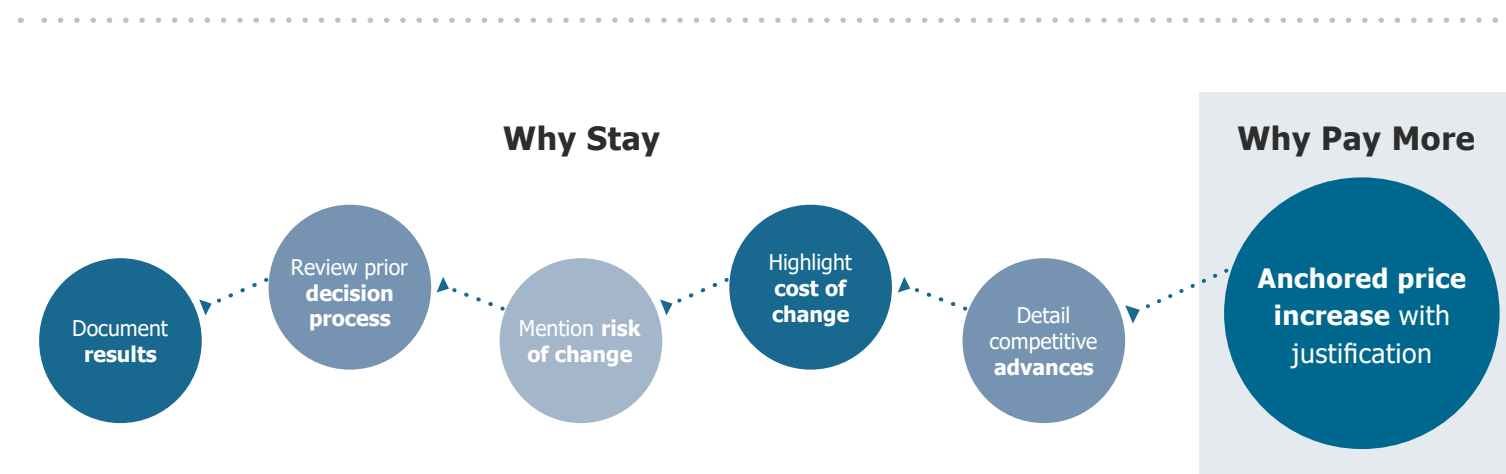 Why Stay
Why Pay More
Document
results
Review prior
decision
process
Mention risk
of change
Highlight
cost of
change
Detail
competitive
advances
Anchored price
increase with
justification